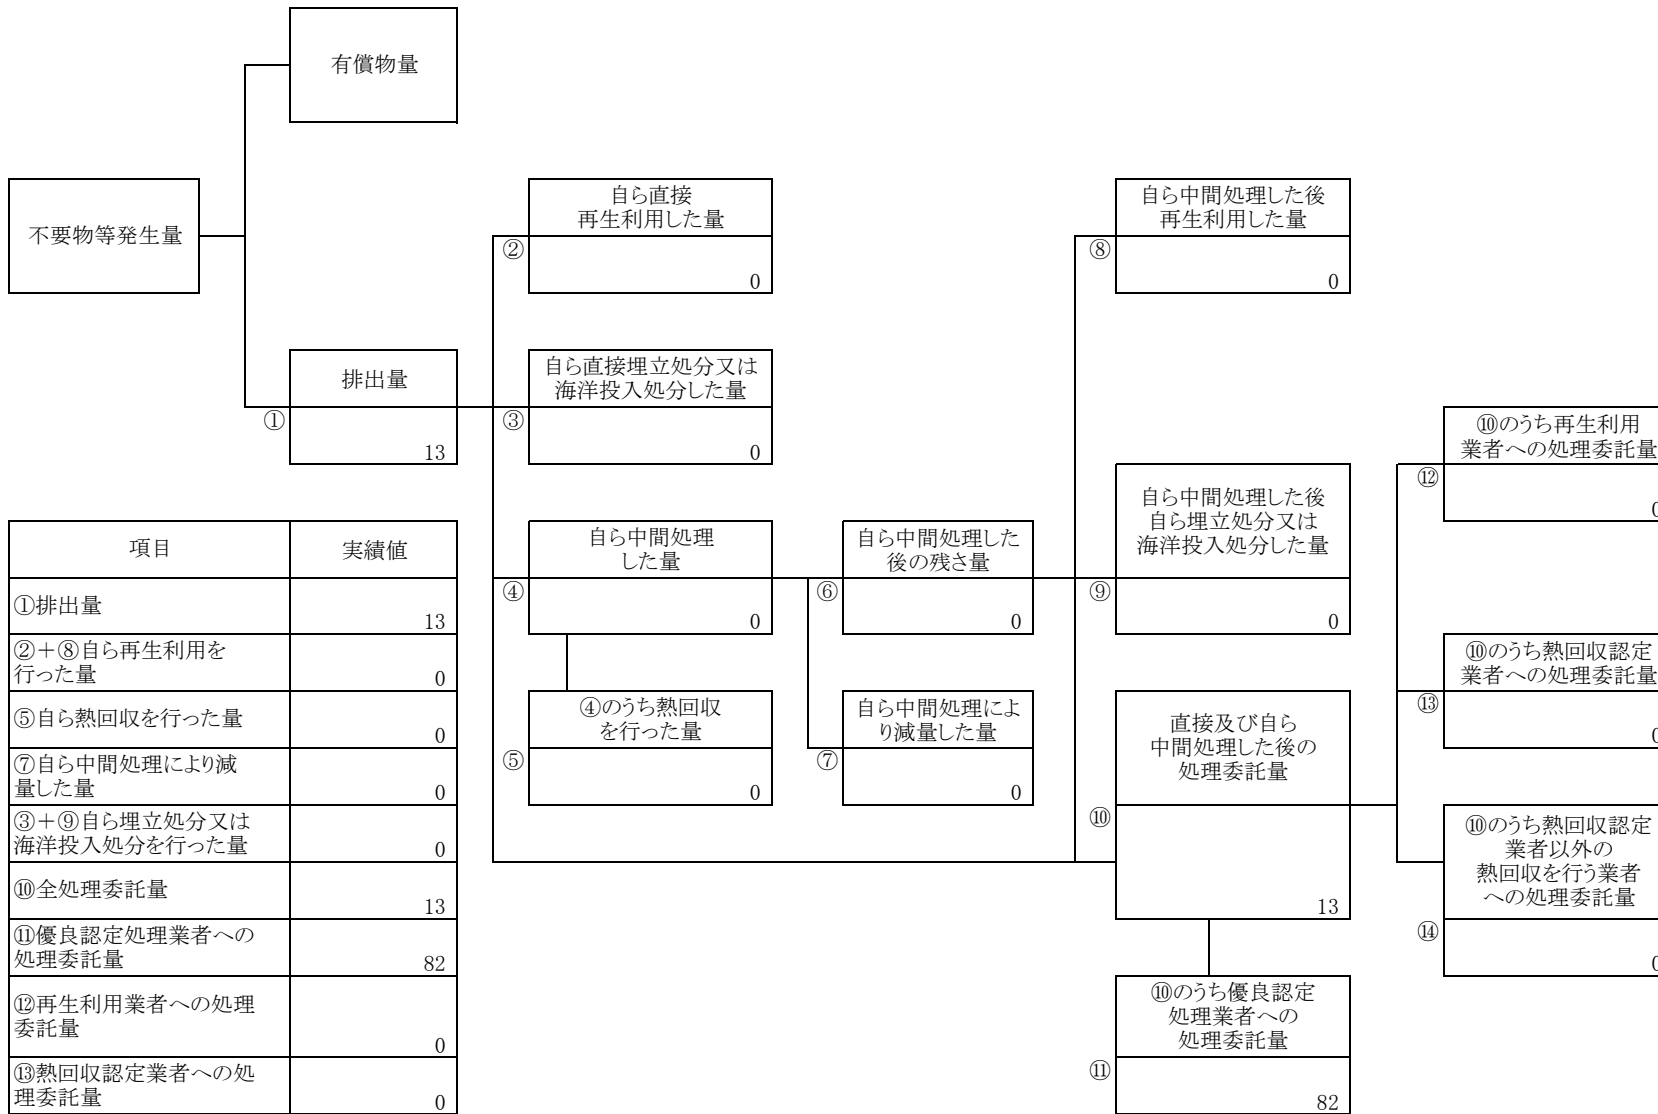 有償物量
不要物等発生量
自ら直接
再生利用した量
②
0
自ら中間処理した後
再生利用した量
⑧
0
排出量
①
13
自ら直接埋立処分又は
海洋投入処分した量
③
0
⑩のうち再生利用
業者への処理委託量
⑫
0
自ら中間処理した後
自ら埋立処分又は
海洋投入処分した量
⑨
0
自ら中間処理
した量
④
0
自ら中間処理した
後の残さ量
⑥
0
⑩のうち熱回収認定
業者への処理委託量
⑬
0
④のうち熱回収
を行った量
⑤
0
自ら中間処理によ
り減量した量
⑦
0
直接及び自ら
中間処理した後の
処理委託量
⑩
13
⑩のうち熱回収認定
業者以外の
熱回収を行う業者
への処理委託量
⑭
0
⑩のうち優良認定
処理業者への
処理委託量
⑪
82
項目 実績値
①排出量 13
②+⑧自ら再生利用を
行った量 0
⑤自ら熱回収を行った量 0
⑦自ら中間処理により減
量した量 0
③+⑨自ら埋立処分又は
海洋投入処分を行った量 0
⑩全処理委託量 13
⑪優良認定処理業者への
処理委託量 82
⑫再生利用業者への処理
委託量 0
⑬熱回収認定業者への処
理委託量 0